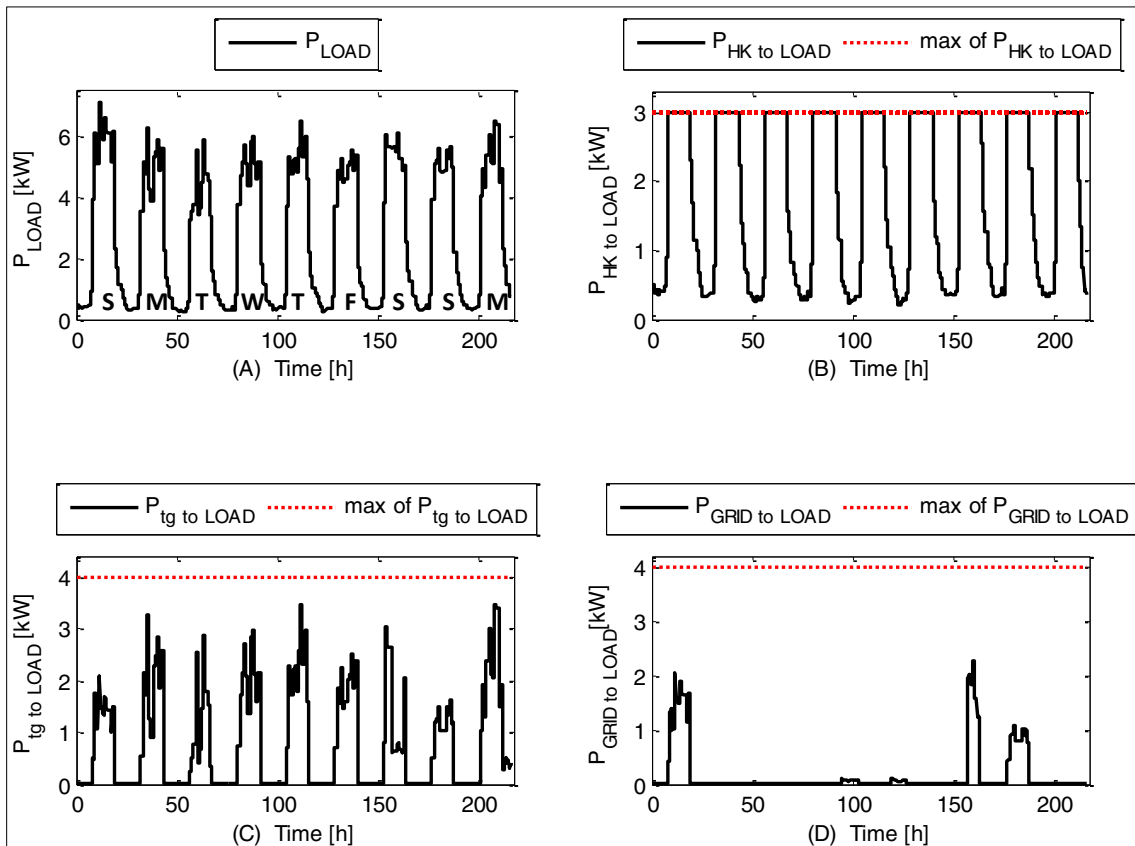 P_LOAD
P_LOAD [kW]
6
4
2
0
S M T W T F S S M
0 50 100 150 200
(A) Time [h]
P_HK to LOAD max of P_HK to LOAD
P_HK to LOAD [kW]
3
2
1
0
0 50 100 150 200
(B) Time [h]
P_tg to LOAD max of P_tg to LOAD
P_tg to LOAD [kW]
4
3
2
1
0
0 50 100 150 200
(C) Time [h]
P_GRID to LOAD max of P_GRID to LOAD
P_GRID to LOAD[kW]
4
3
2
1
0
0 50 100 150 200
(D) Time [h]